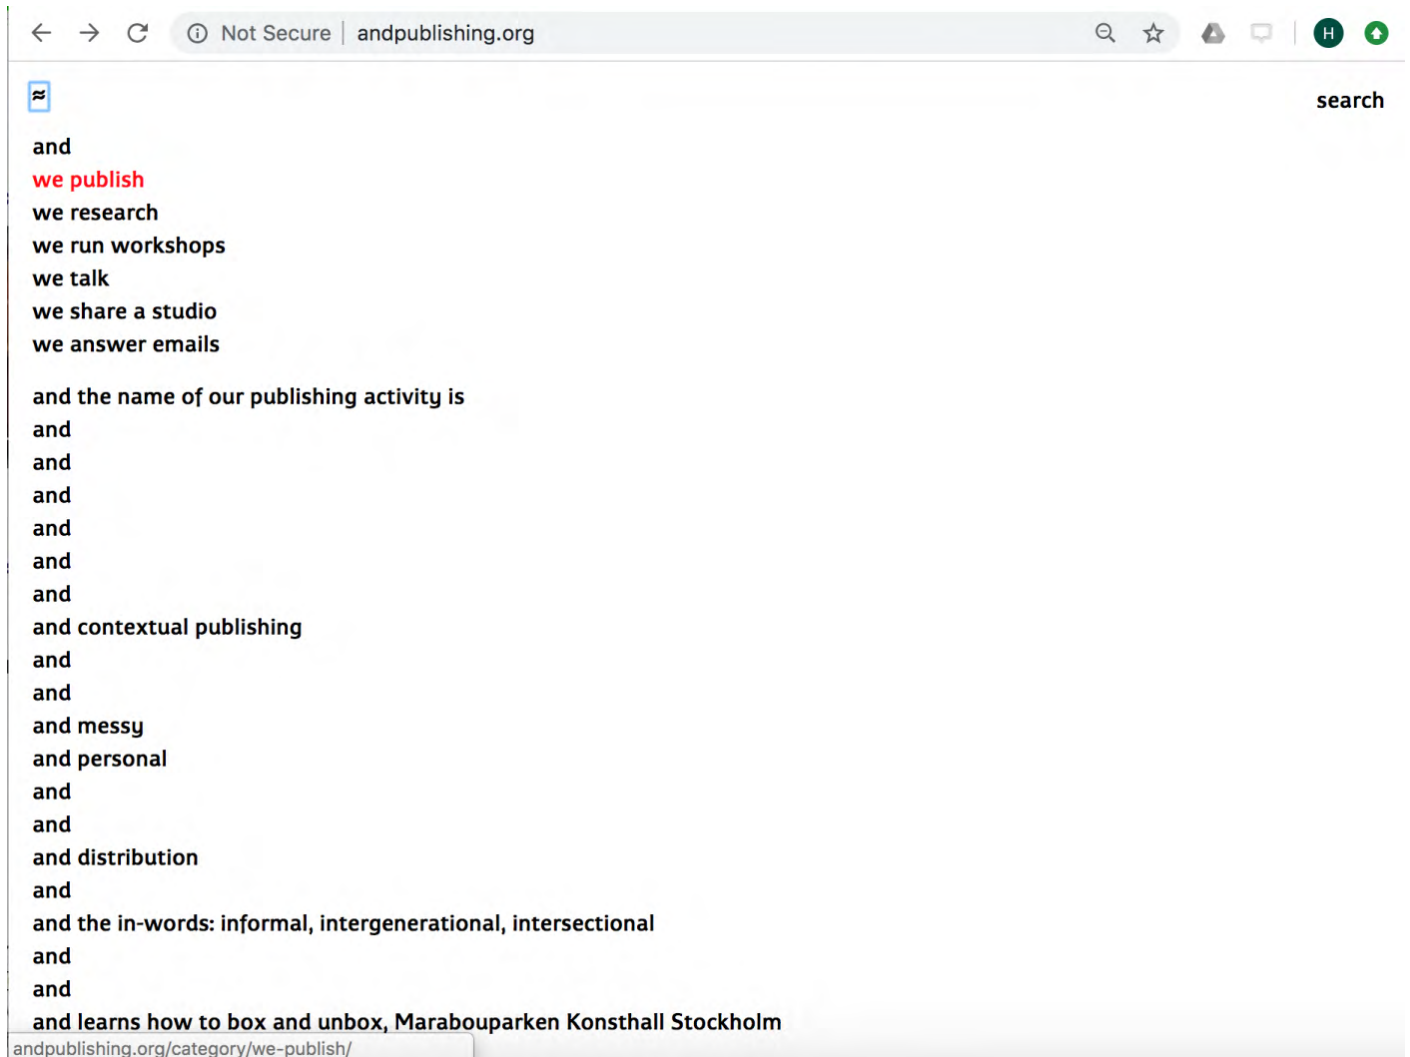 Not Secure | andpublishing.org
H
≈
search
and
we publish
we research
we run workshops
we talk
we share a studio
we answer emails
and the name of our publishing activity is
and
and
and
and
and
and
and contextual publishing
and
and
and messy
and personal
and
and
and distribution
and
and the in-words: informal, intergenerational, intersectional
and
and
and learns how to box and unbox, Marabouparken Konsthall Stockholm
andpublishing.org/category/we-publish/